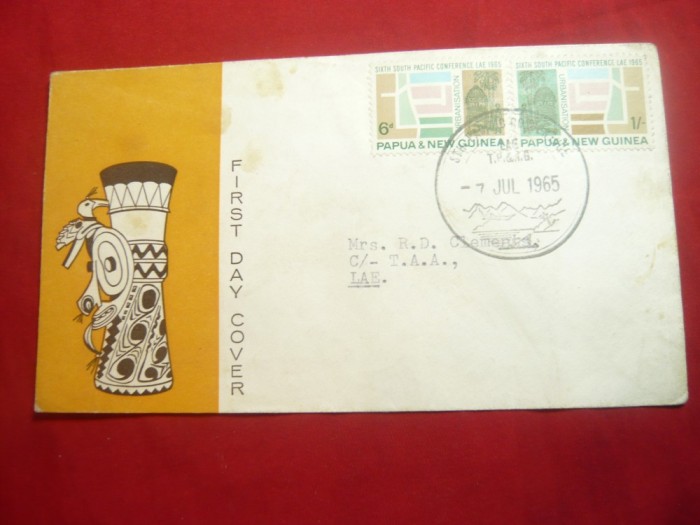 SIXTH SOUTH PACIFIC CONFERENCE LAE 1965
URBANISATION
6d
PAPUA & NEW GUINEA
SIXTH SOUTH PACIFIC CONFERENCE LAE 1965
URBANISATION
1/-
PAPUA & NEW GUINEA
-7 JUL 1965
FIRST DAY COVER
Mrs. R.D. Clements,
C/- T.A.A.,
LAE.